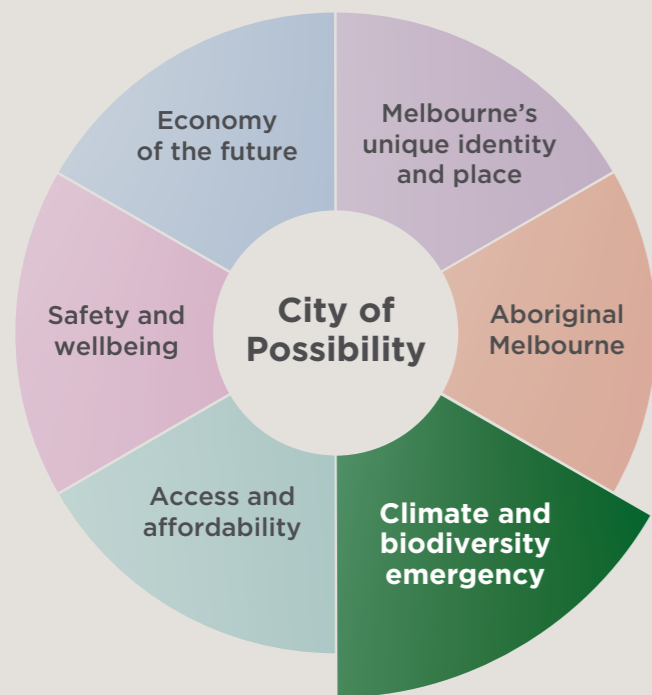 Economy
of the future
Melbourne’s
unique identity
and place
Safety and
wellbeing
City of
Possibility
Aboriginal
Melbourne
Access and
affordability
Climate and
biodiversity
emergency